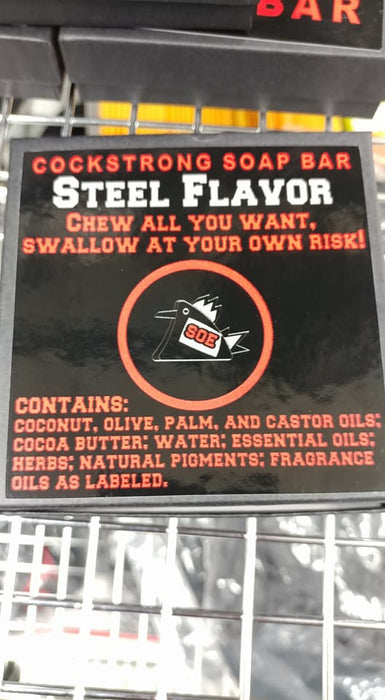 BAR
COCKSTRONG SOAP BAR
STEEL FLAVOR
CHEW ALL YOU WANT,
SWALLOW AT YOUR OWN RISK!
SOE
CONTAINS:
COCONUT, OLIVE, PALM, AND CASTOR OILS;
COCOA BUTTER; WATER; ESSENTIAL OILS;
HERBS; NATURAL PIGMENTS; FRAGRANCE
OILS AS LABELED.